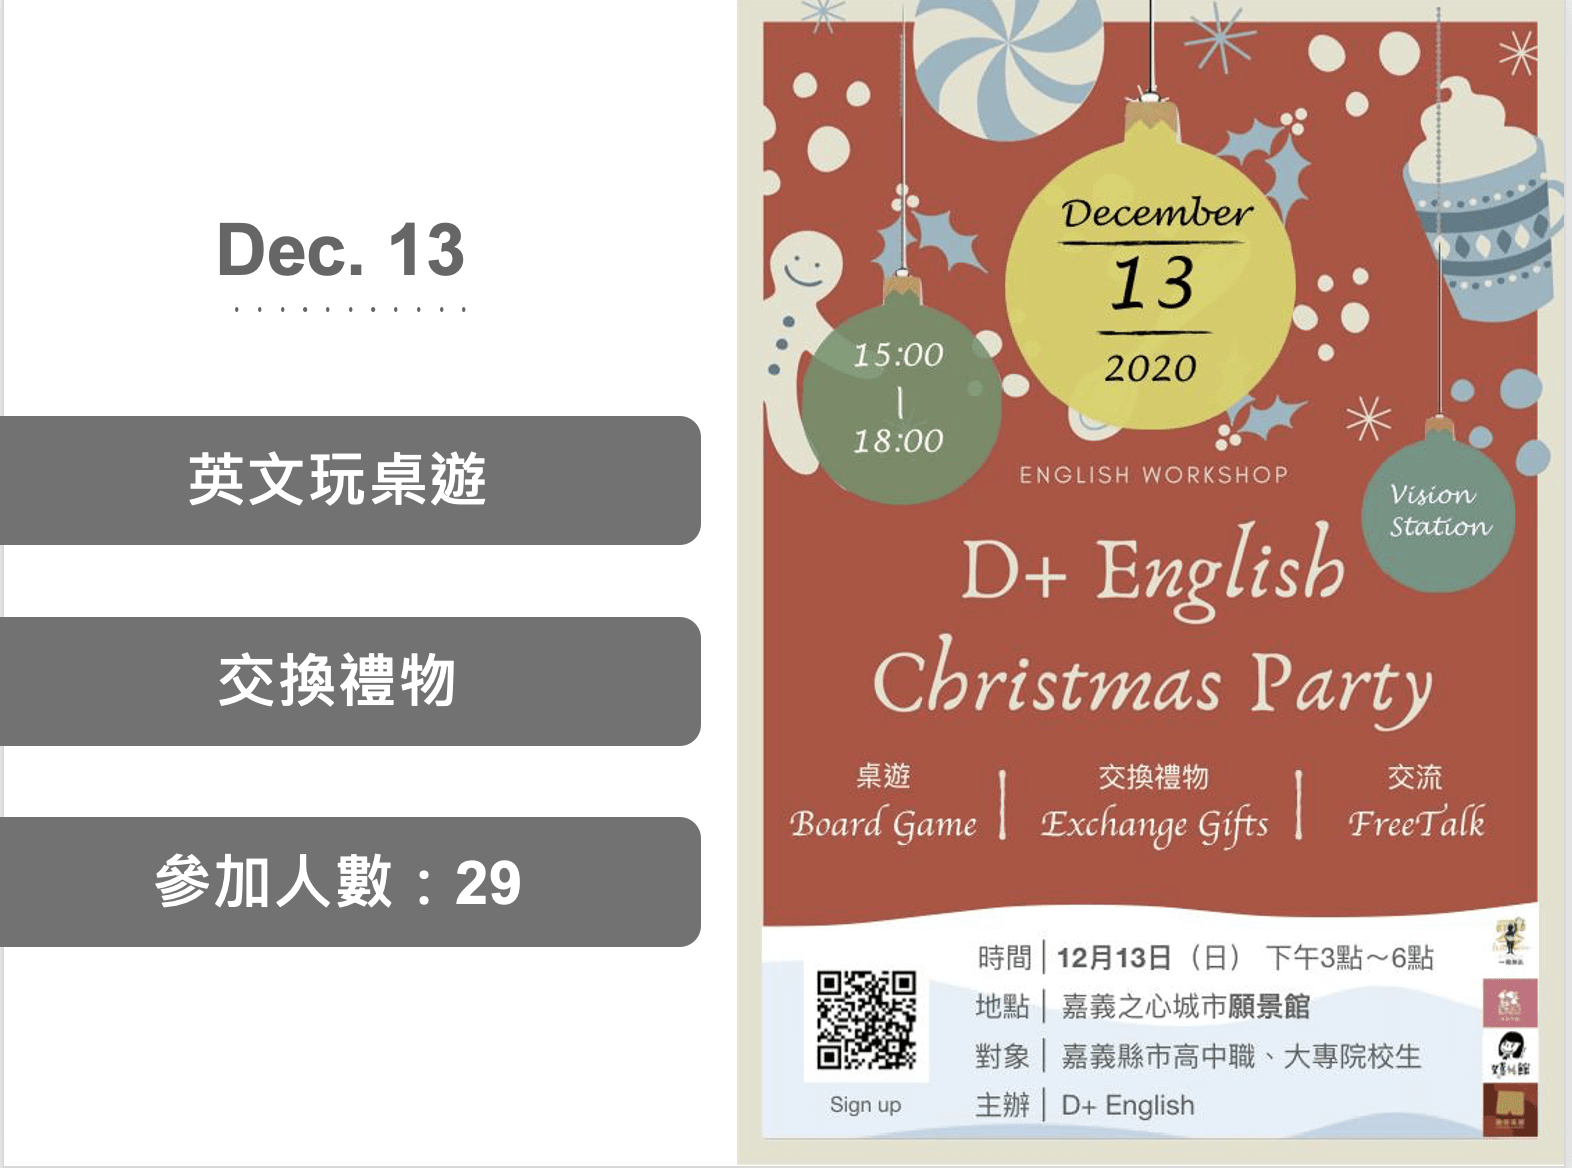 Dec. 13
英文玩桌遊
交換禮物
參加人數：29
December
13
2020
15:00
|
18:00
ENGLISH WORKSHOP
Vision
Station
D+ English
Christmas Party
桌遊
Board Game
交換禮物
Exchange Gifts
交流
FreeTalk
時間｜12月13日（日） 下午3點～6點
地點｜嘉義之心城市願景館
對象｜嘉義縣市高中職、大專院校生
主辦｜D+ English
Sign up